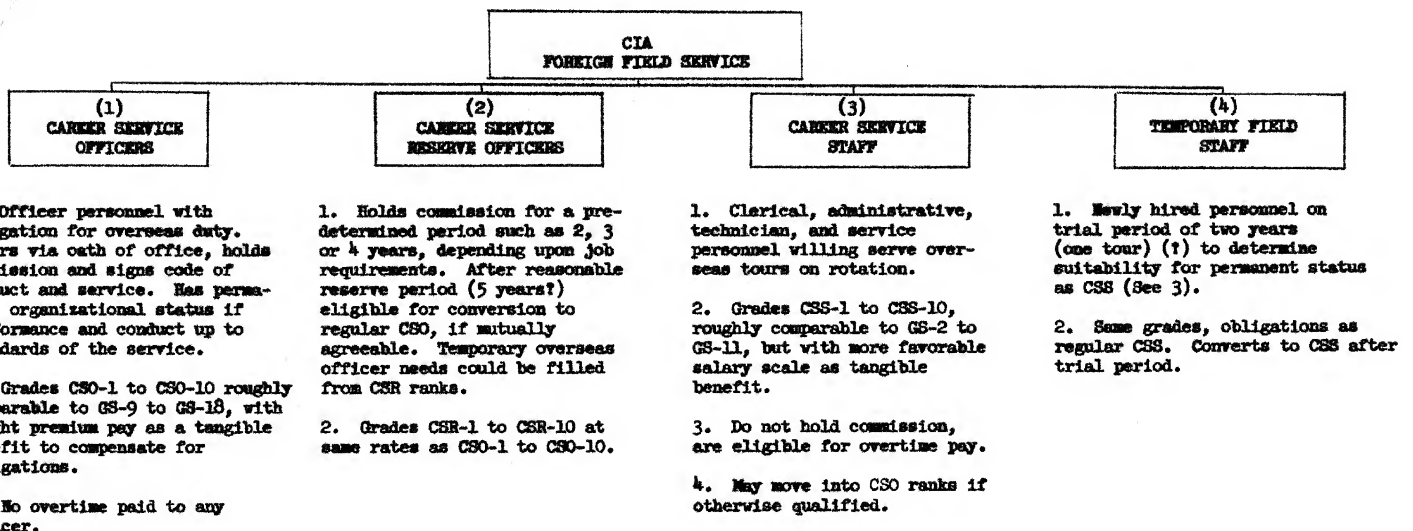 CIA
FOREIGN FIELD SERVICE
(1)
CAREER SERVICE
OFFICERS
Officer personnel with
gation for overseas duty.
rs via oath of office, holds
ission and signs code of
uct and service. Has perma-
organizational status if
ormance and conduct up to
dards of the service.
Grades CSO-1 to CSO-10 roughly
arable to GS-9 to GS-18, with
ht premium pay as a tangible
fit to compensate for
gations.
No overtime paid to any
cer.
(2)
CAREER SERVICE
RESERVE OFFICERS
1. Holds commission for a pre-
determined period such as 2, 3
or 4 years, depending upon job
requirements. After reasonable
reserve period (5 years?)
eligible for conversion to
regular CSO, if mutually
agreeable. Temporary overseas
officer needs could be filled
from CSR ranks.
2. Grades CSR-1 to CSR-10 at
same rates as CSO-1 to CSO-10.
(3)
CAREER SERVICE
STAFF
1. Clerical, administrative,
technician, and service
personnel willing serve over-
seas tours on rotation.
2. Grades CSS-1 to CSS-10,
roughly comparable to GS-2 to
GS-11, but with more favorable
salary scale as tangible
benefit.
3. Do not hold commission,
are eligible for overtime pay.
4. May move into CSO ranks if
otherwise qualified.
(4)
TEMPORARY FIELD
STAFF
1. Newly hired personnel on
trial period of two years
(one tour) (?) to determine
suitability for permanent status
as CSS (See 3).
2. Same grades, obligations as
regular CSS. Converts to CSS after
trial period.